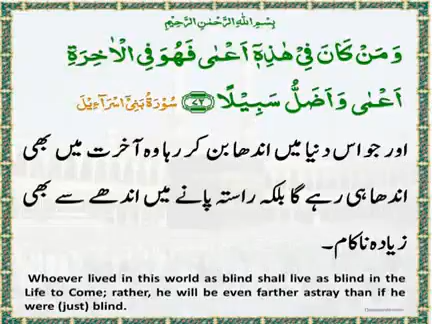 بِسْمِ اللهِ الرَّحْمٰنِ الرَّحِيْمِ
وَمَنْ كَانَ فِىْ هٰذِهٖۤ اَعْمٰى فَهُوَ فِى الْاٰخِرَةِ
اَعْمٰى وَاَضَلُّ سَبِيْلًا ﴿۷۲﴾ سُوْرَةُ بَنِىْٓ اِسْرَآءِيْلَ
اور جو اس دنیا میں اندھا بن کر رہا وہ آخرت میں بھی
اندھا ہی رہے گا بلکہ راستہ پانے میں اندھے سے بھی
زیادہ ناکام۔
Whoever lived in this world as blind shall live as blind in the
Life to Come; rather, he will be even farther astray than if he
were (just) blind.